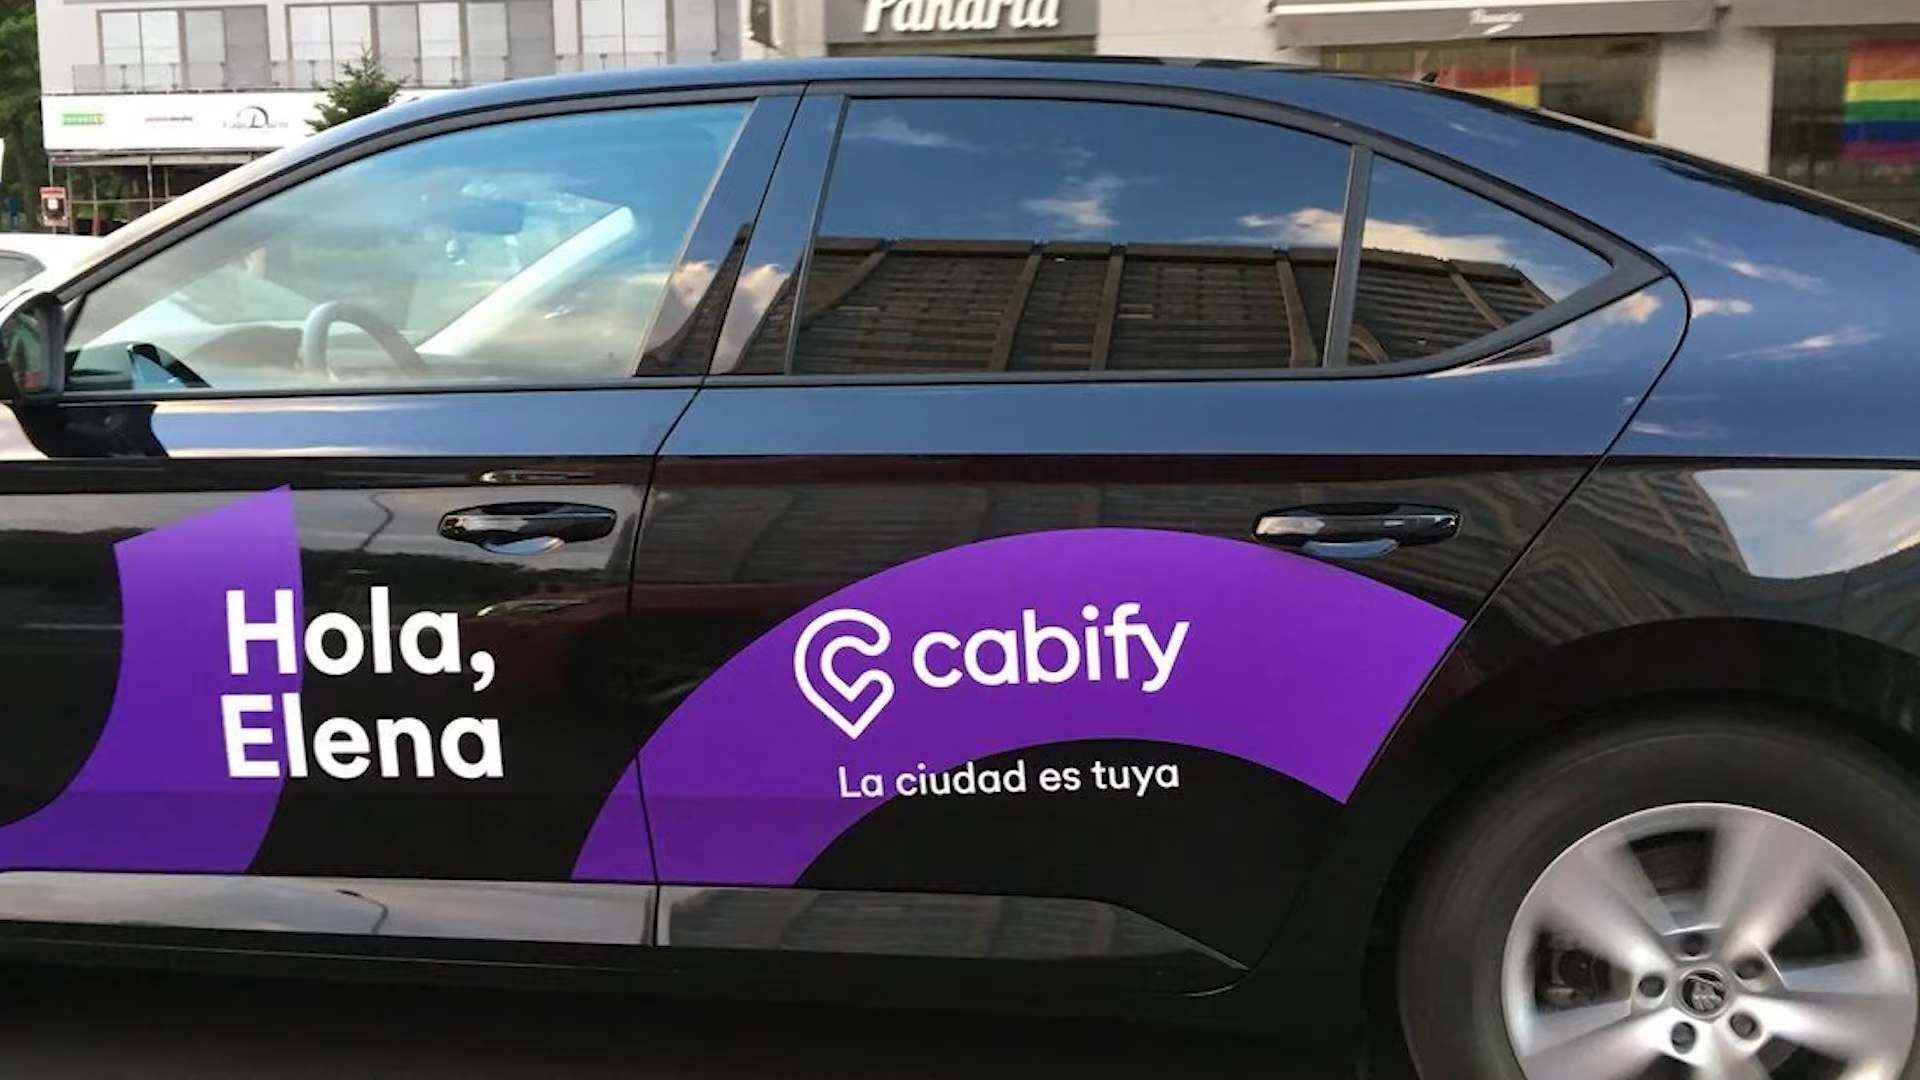 Panaria
Hola,
Elena
cabify
La ciudad es tuya